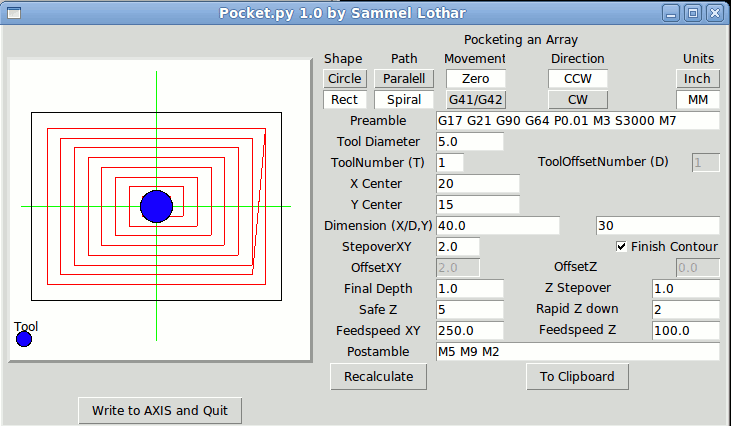 Pocket.py 1.0 by Sammel Lothar
Pocketing an Array
Shape Path Movement Direction Units
Circle Paralell Zero CCW Inch
Rect Spiral G41/G42 CW MM
Preamble G17 G21 G90 G64 P0.01 M3 S3000 M7
Tool Diameter 5.0
ToolNumber (T) 1 ToolOffsetNumber (D) 1
X Center 20
Y Center 15
Dimension (X/D,Y) 40.0 30
StepoverXY 2.0 Finish Contour
OffsetXY 2.0 OffsetZ 0.0
Final Depth 1.0 Z Stepover 1.0
Safe Z 5 Rapid Z down 2
Tool
Feedspeed XY 250.0 Feedspeed Z 100.0
Postamble M5 M9 M2
Recalculate To Clipboard
Write to AXIS and Quit